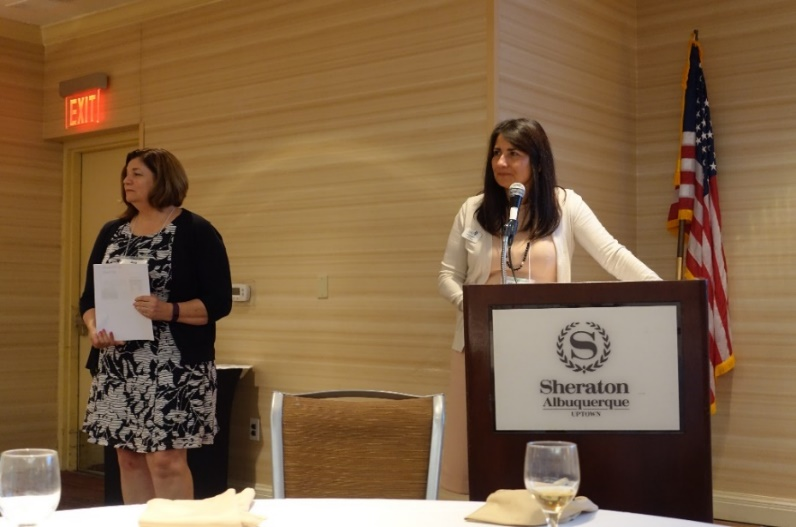 EXIT
S
Sheraton
Albuquerque
UPTOWN